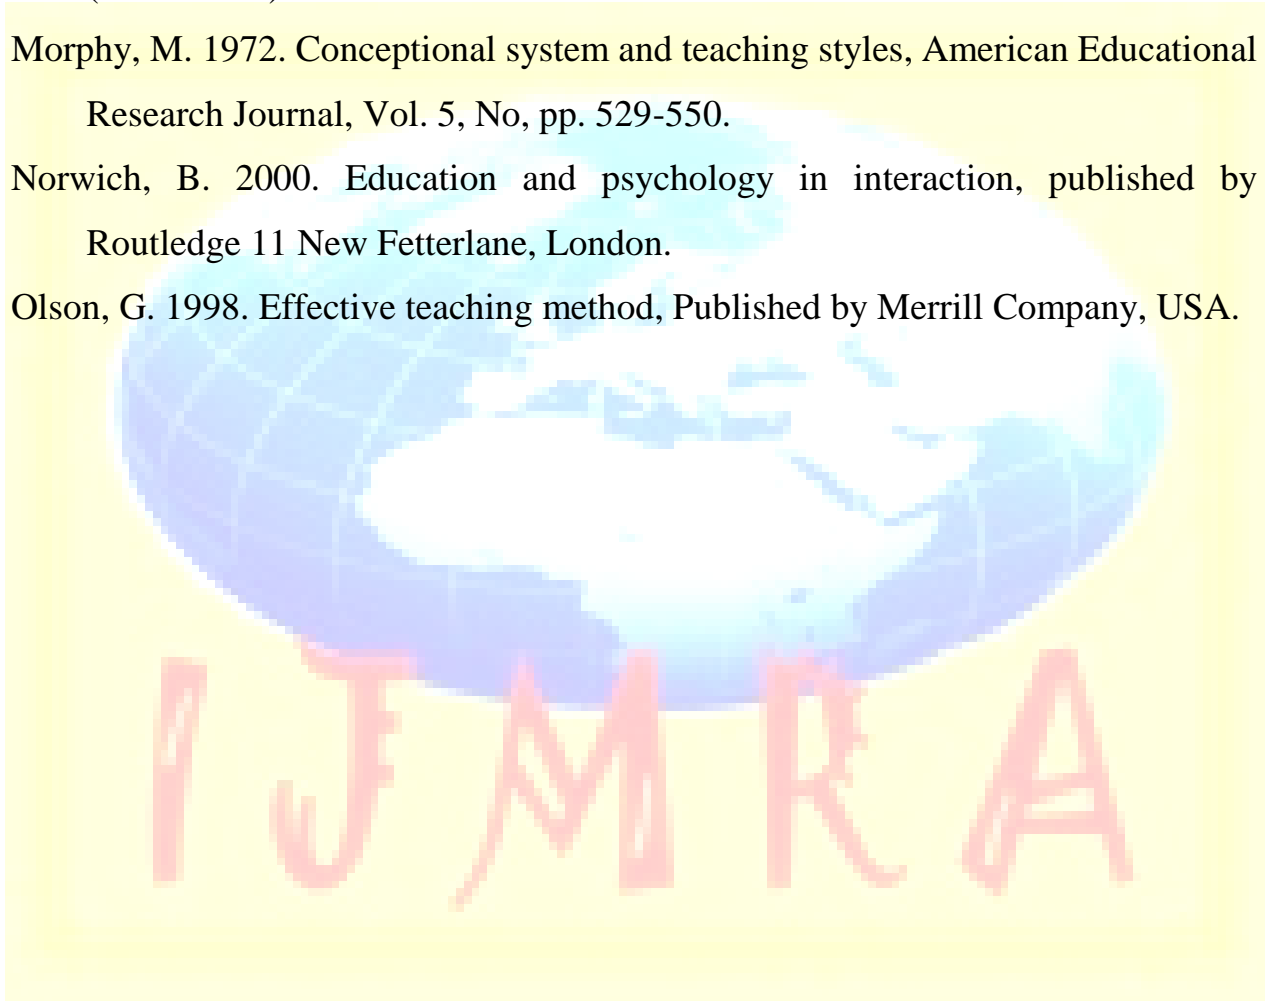 Morphy, M. 1972. Conceptional system and teaching styles, American Educational
Research Journal, Vol. 5, No, pp. 529-550.
Norwich, B. 2000. Education and psychology in interaction, published by
Routledge 11 New Fetterlane, London.
Olson, G. 1998. Effective teaching method, Published by Merrill Company, USA.
IJMRA